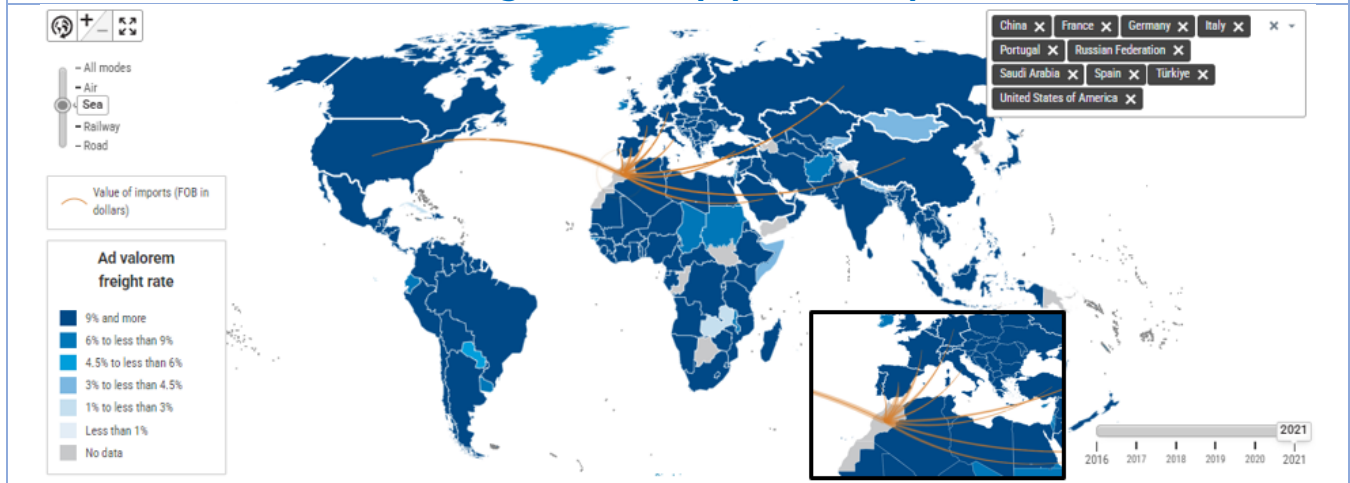 China ×
France ×
Germany ×
Italy ×
× 
Portugal ×
Russian Federation ×
Saudi Arabia ×
Spain ×
Türkiye ×
United States of America ×
+
−
All modes
Air
Sea
Railway
Road
Value of imports (FOB in
dollars)
Ad valorem
freight rate
9% and more
6% to less than 9%
4.5% to less than 6%
3% to less than 4.5%
1% to less than 3%
Less than 1%
No data
2021
2016 2017 2018 2019 2020 2021